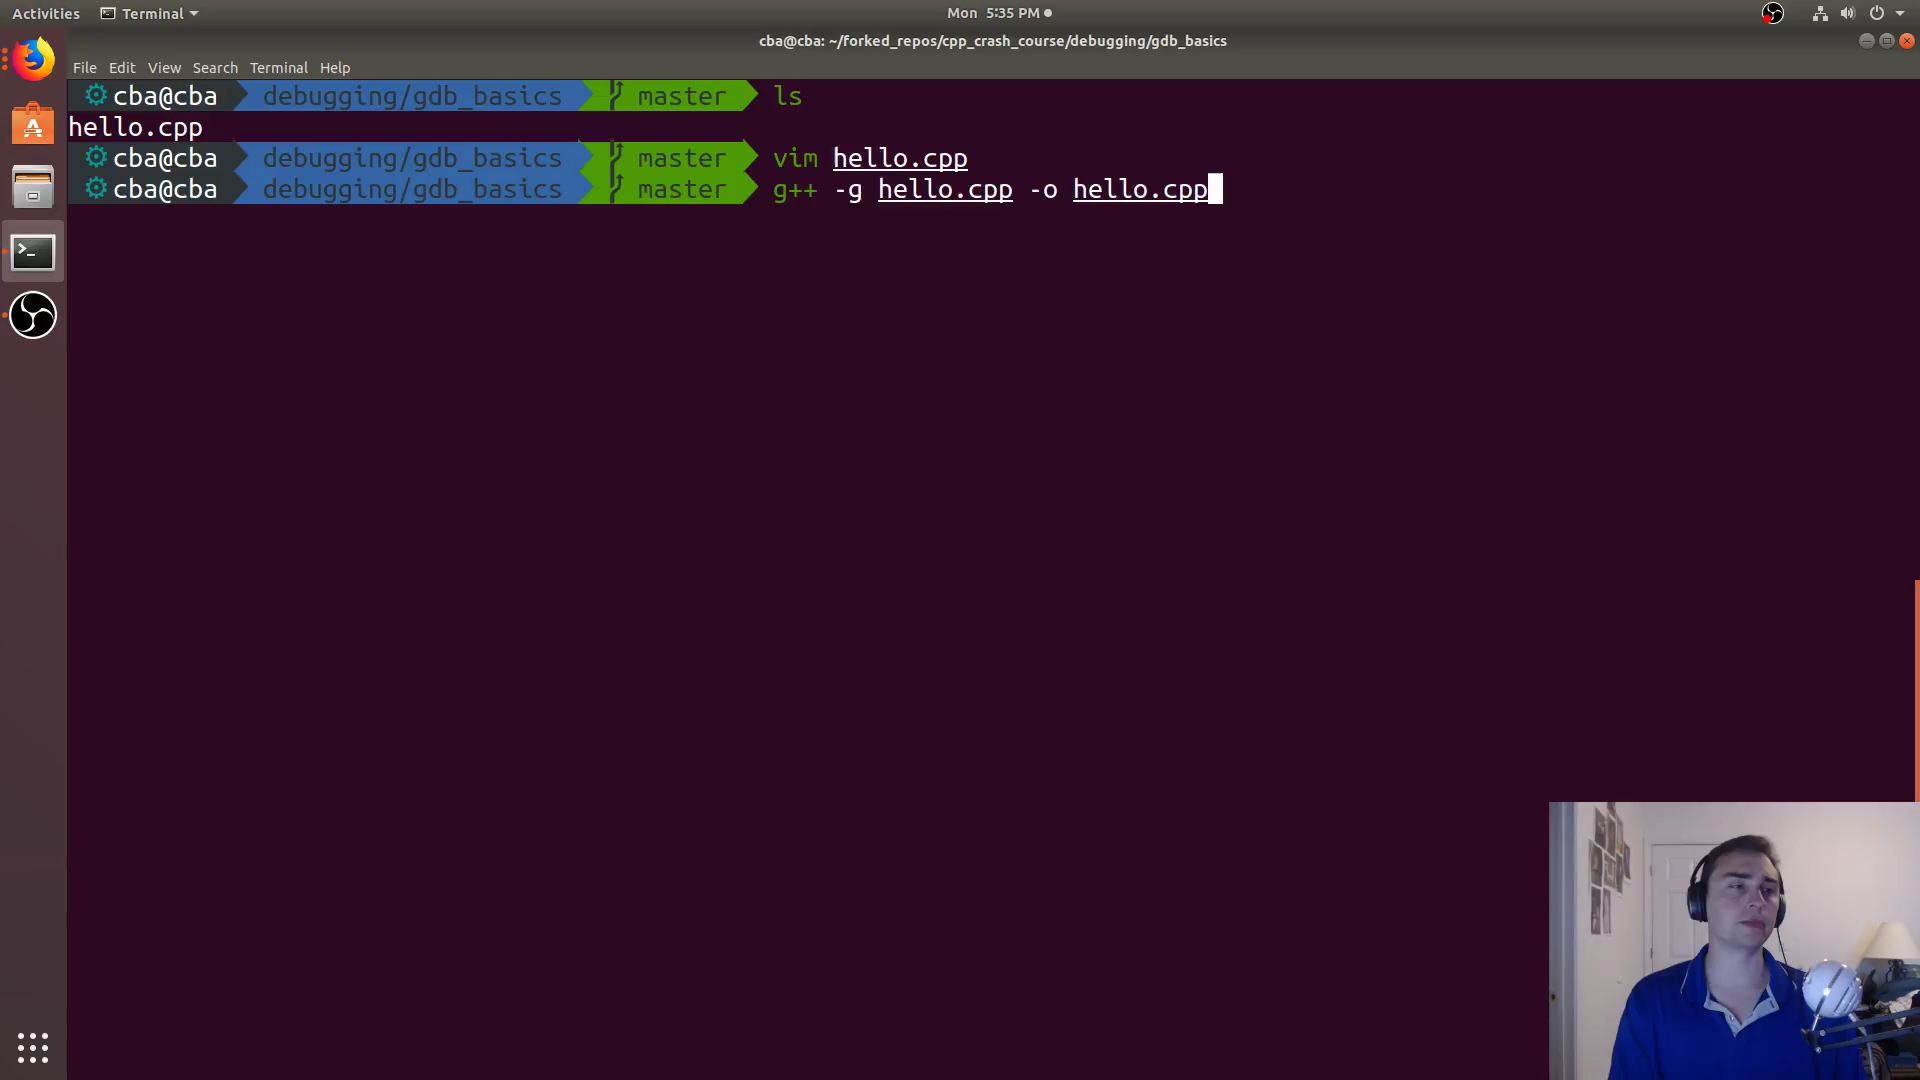 Activities Terminal Mon 5:35 PM
cba@cba: ~/forked_repos/cpp_crash_course/debugging/gdb_basics
File Edit View Search Terminal Help
cba@cba debugging/gdb_basics master ls
hello.cpp
cba@cba debugging/gdb_basics master vim hello.cpp
cba@cba debugging/gdb_basics master g++ -g hello.cpp -o hello.cpp